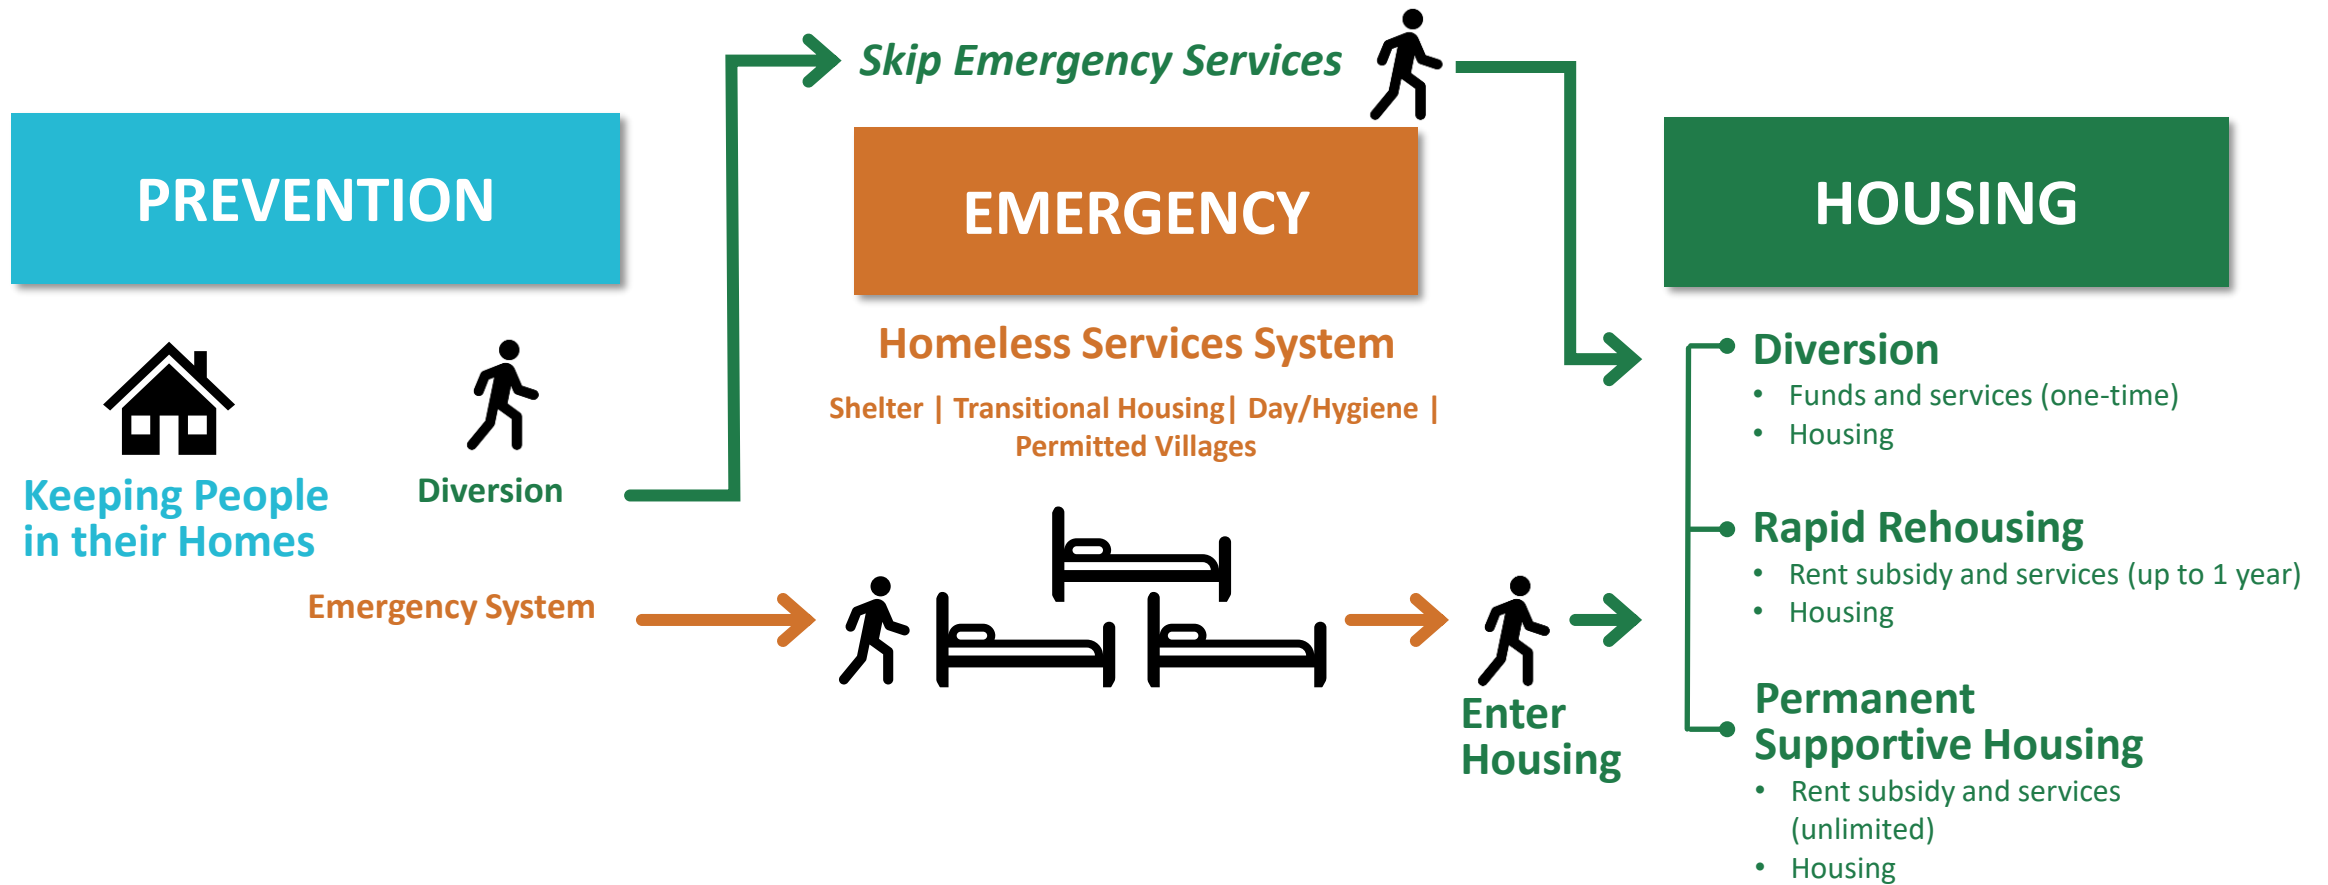 Skip Emergency Services
PREVENTION
EMERGENCY
HOUSING
Keeping People
in their Homes
Diversion
Emergency System
Homeless Services System
Shelter | Transitional Housing| Day/Hygiene |
Permitted Villages
Enter
Housing
Diversion
• Funds and services (one-time)
• Housing
Rapid Rehousing
• Rent subsidy and services (up to 1 year)
• Housing
Permanent
Supportive Housing
• Rent subsidy and services
(unlimited)
• Housing